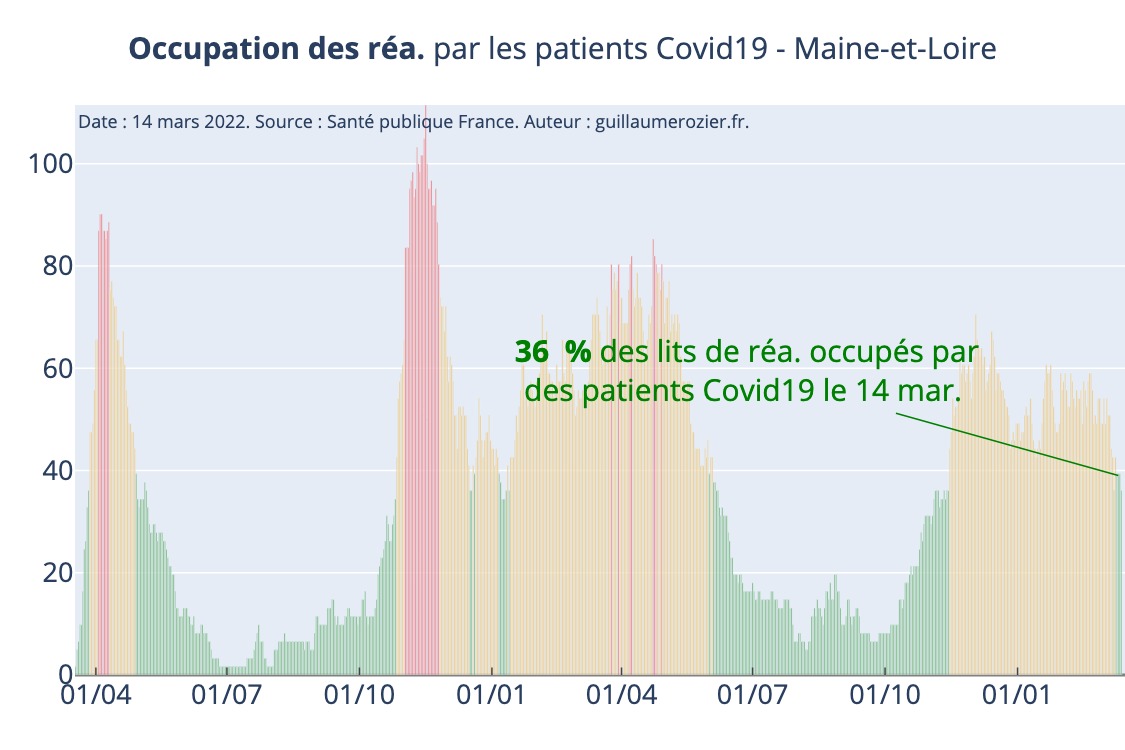 Occupation des réa. par les patients Covid19 - Maine-et-Loire
Date : 14 mars 2022. Source : Santé publique France. Auteur : guillaumerozier.fr.
100
80
60
40
20
0
36 % des lits de réa. occupés par
des patients Covid19 le 14 mar.
01/04 01/07 01/10 01/01 01/04 01/07 01/10 01/01